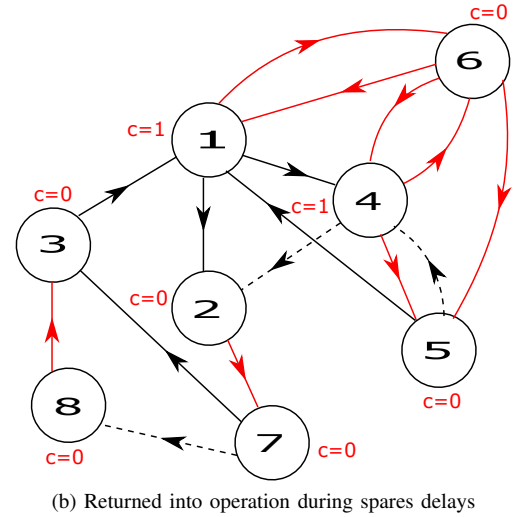 c=0
6
c=1
1
c=0
4
c=1
3
c=0
2
5
c=0
8
c=0
7
c=0
(b) Returned into operation during spares delays